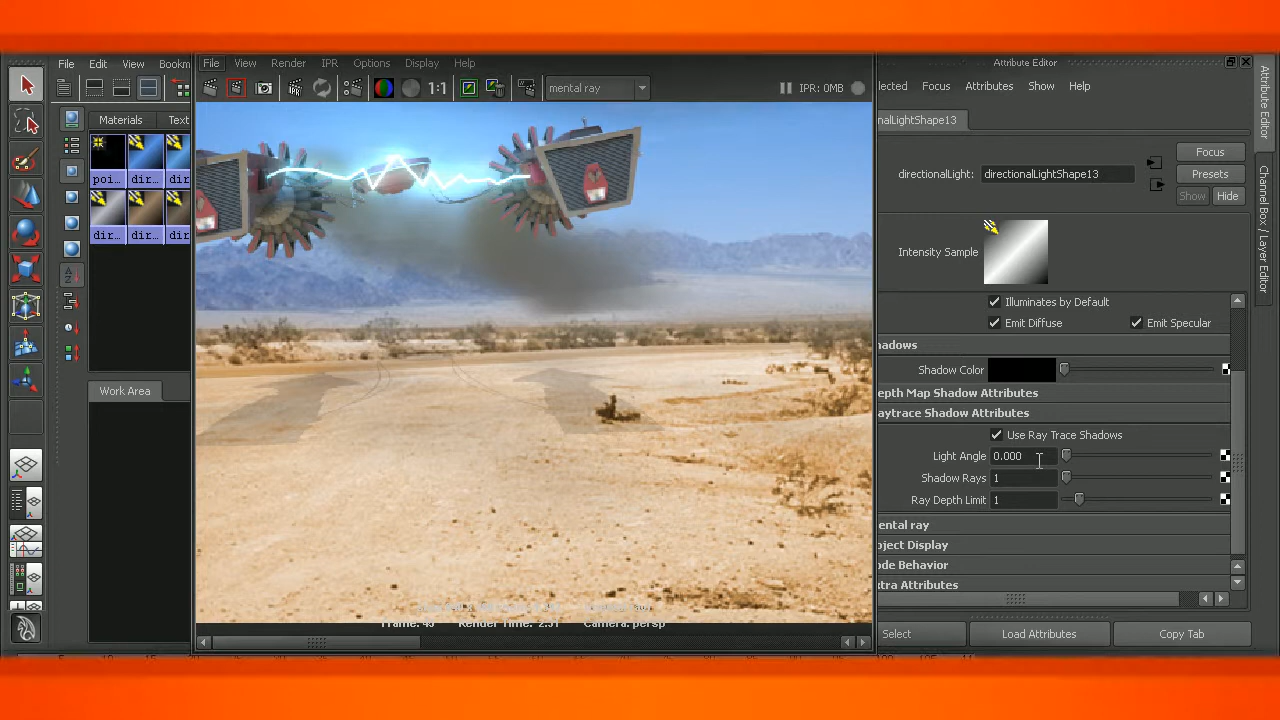 File Edit View Bookm
File View Render IPR Options Display Help
1:1
mental ray
IPR: 0MB
Attribute Editor
lected Focus Attributes Show Help
Materials Text
poi... dir... dir
dir... dir... dir
Work Area
nalLightShape13
directionalLight: directionalLightShape13
Focus
Presets
Show Hide
Intensity Sample
Illuminates by Default
Emit Diffuse Emit Specular
hadows
Shadow Color
epth Map Shadow Attributes
aytrace Shadow Attributes
Use Ray Trace Shadows
Light Angle 0.000
Shadow Rays 1
Ray Depth Limit 1
ental ray
bject Display
ode Behavior
xtra Attributes
Select Load Attributes Copy Tab
Frame: 45 Render Time: 2:51 Camera: persp
Attribute Editor
Channel Box / Layer Editor